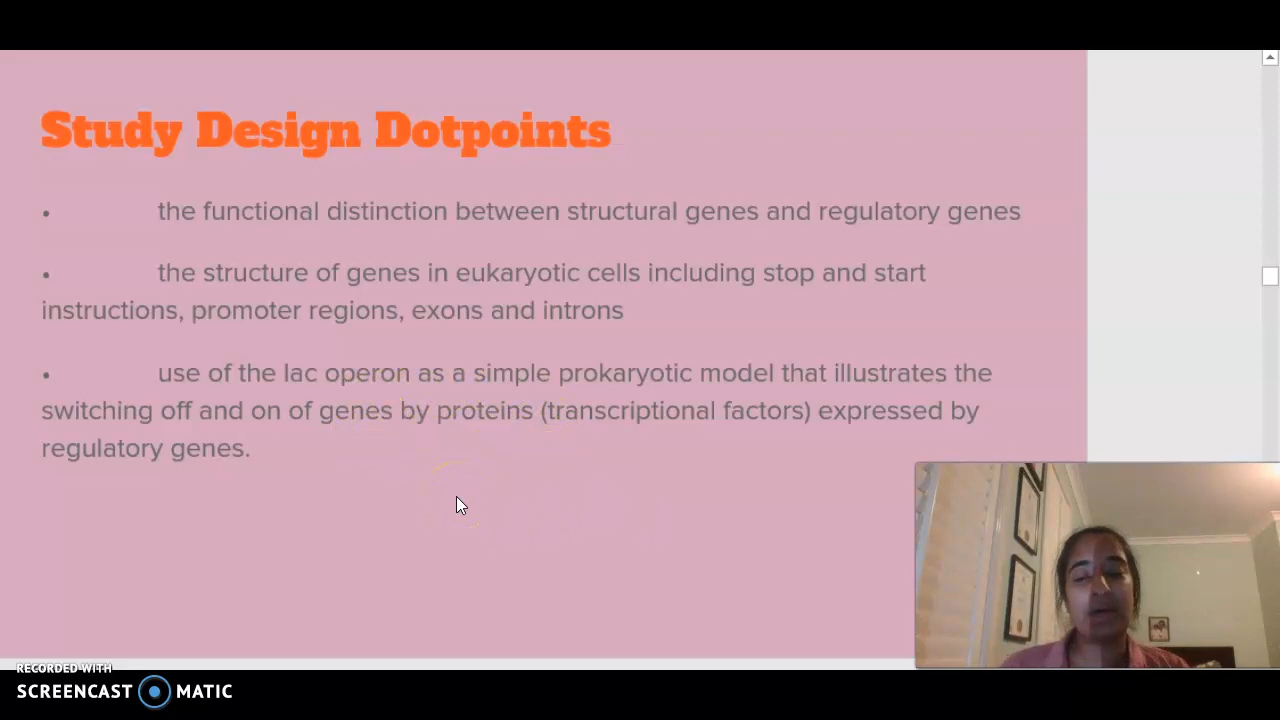 Study Design Dotpoints
• the functional distinction between structural genes and regulatory genes
• the structure of genes in eukaryotic cells including stop and start
instructions, promoter regions, exons and introns
• use of the lac operon as a simple prokaryotic model that illustrates the
switching off and on of genes by proteins (transcriptional factors) expressed by
regulatory genes.
RECORDED WITH
SCREENCAST MATIC